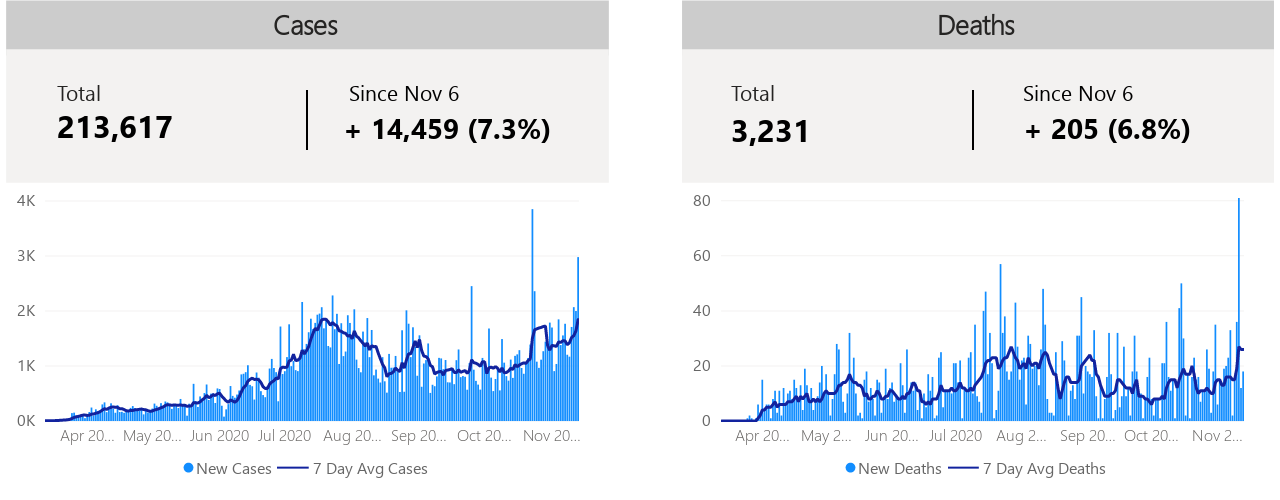 Cases
Total
213,617
Since Nov 6
+ 14,459 (7.3%)
4K
3K
2K
1K
0K
Apr 20... May 20... Jun 2020 Jul 2020 Aug 20... Sep 20... Oct 20... Nov 20...
New Cases 7 Day Avg Cases
Deaths
Total
3,231
Since Nov 6
+ 205 (6.8%)
80
60
40
20
0
Apr 20... May 2... Jun 20... Jul 2020 Aug 2... Sep 20... Oct 20... Nov 2...
New Deaths 7 Day Avg Deaths